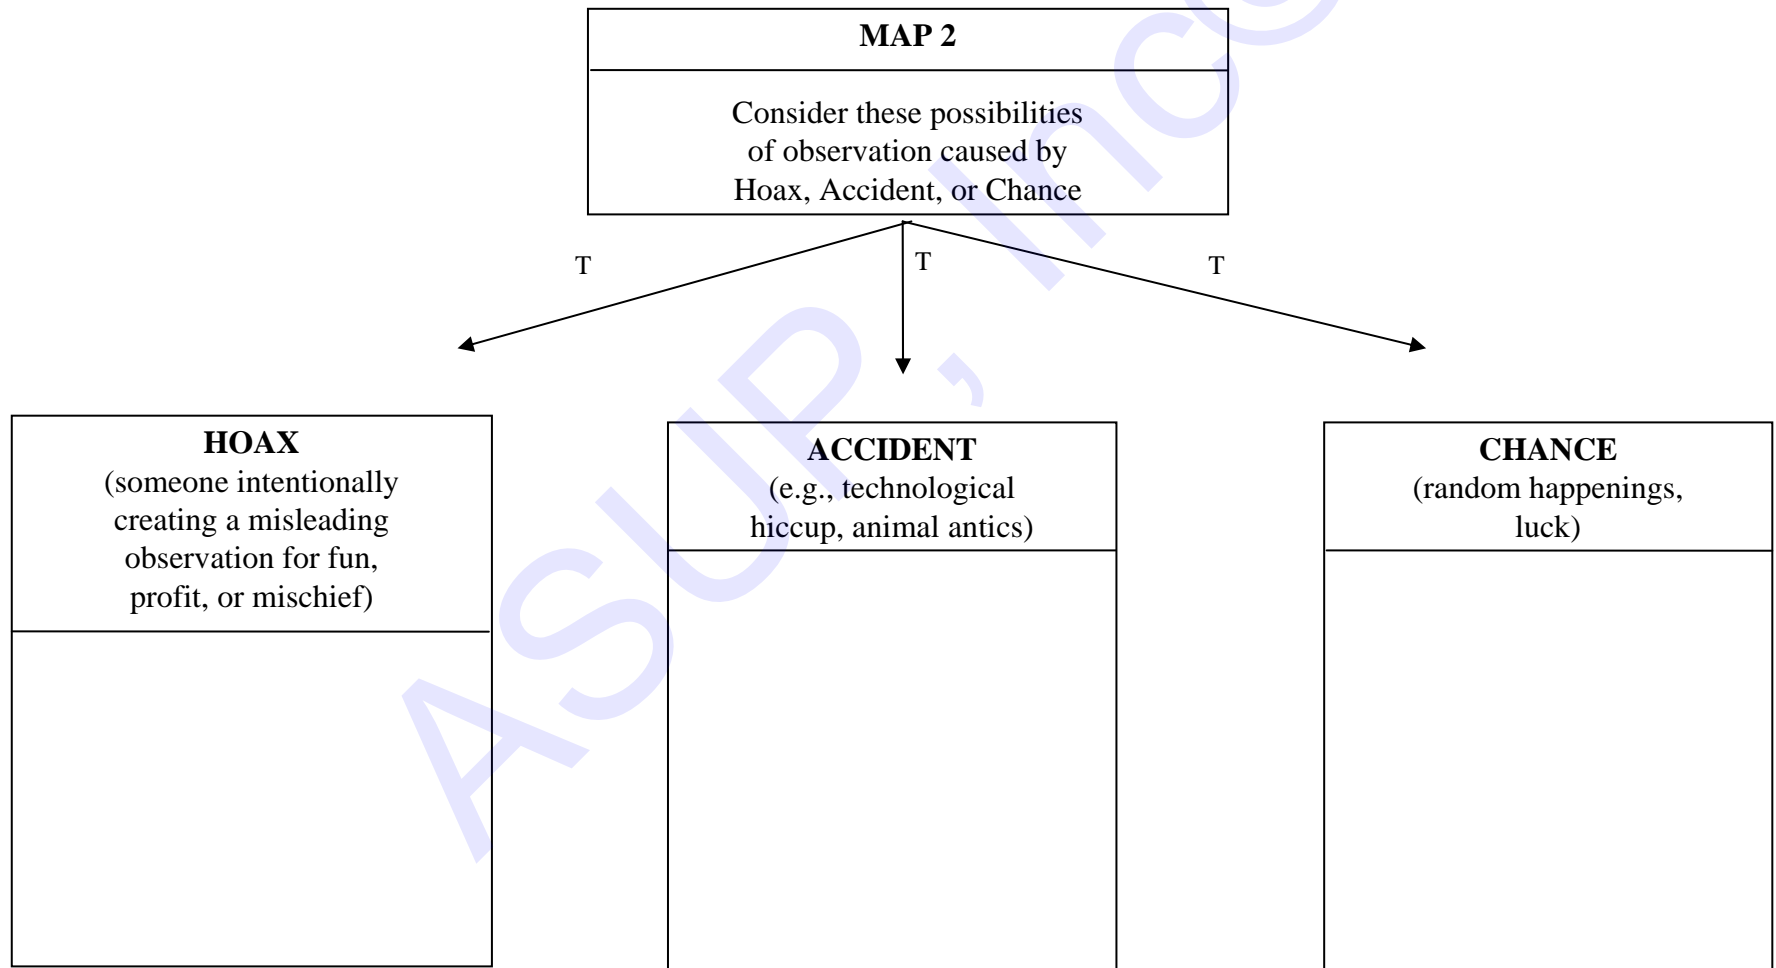 MAP 2
Consider these possibilities
of observation caused by
Hoax, Accident, or Chance
T
T
T
HOAX
(someone intentionally
creating a misleading
observation for fun,
profit, or mischief)
ACCIDENT
(e.g., technological
hiccup, animal antics)
CHANCE
(random happenings,
luck)
ASUP, Inc@